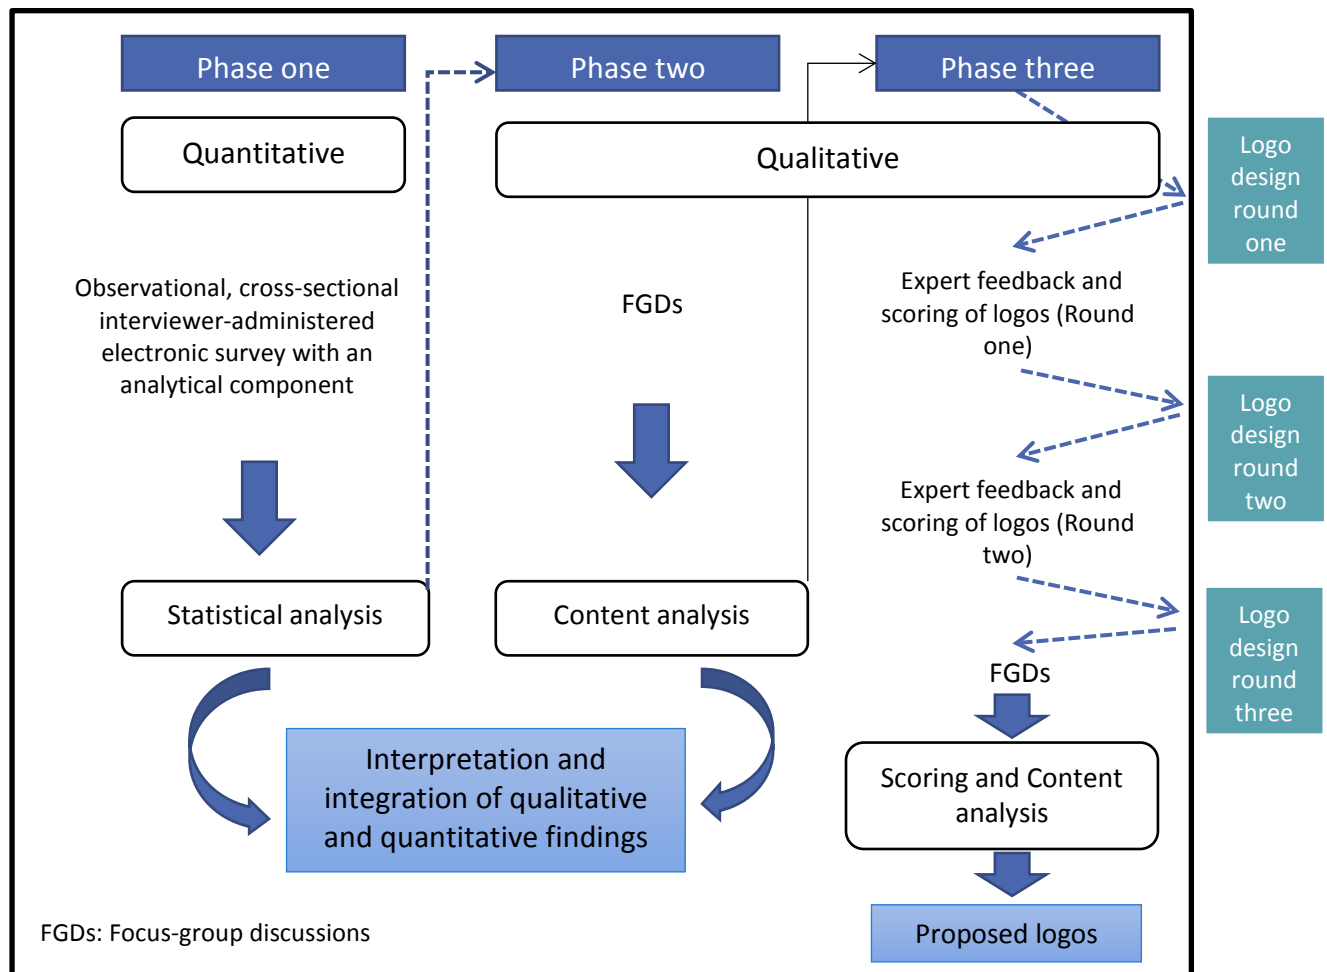 Phase one
Phase two
Phase three
Quantitative
Qualitative
Observational, cross-sectional
interviewer-administered
electronic survey with an
analytical component
FGDs
Expert feedback and
scoring of logos (Round
one)
Expert feedback and
scoring of logos (Round
two)
Statistical analysis
Content analysis
FGDs
Interpretation and
integration of qualitative
and quantitative findings
Scoring and Content
analysis
Proposed logos
FGDs: Focus-group discussions
Logo
design
round
one
Logo
design
round
two
Logo
design
round
three